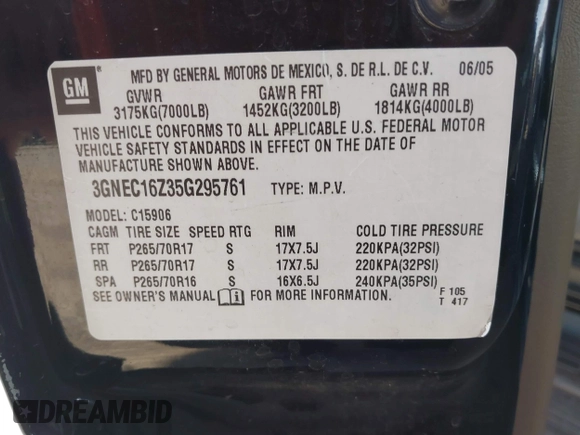 GM
MFD BY GENERAL MOTORS DE MEXICO, S. DE R.L. DE C.V. 06/05
GVWR GAWR FRT GAWR RR
3175KG(7000LB) 1452KG(3200LB) 1814KG(4000LB)
THIS VEHICLE CONFORMS TO ALL APPLICABLE U.S. FEDERAL MOTOR
VEHICLE SAFETY STANDARDS IN EFFECT ON THE DATE OF
MANUFACTURE SHOWN ABOVE.
3GNEC16Z35G295761 TYPE: M.P.V.
MODEL: C15906
CAGM TIRE SIZE SPEED RTG RIM COLD TIRE PRESSURE
FRT P265/70R17 S 17X7.5J 220KPA(32PSI)
RR P265/70R17 S 17X7.5J 220KPA(32PSI)
SPA P265/70R16 S 16X6.5J 240KPA(35PSI)
SEE OWNER'S MANUAL FOR MORE INFORMATION. F 105
T 417
DREAMBID